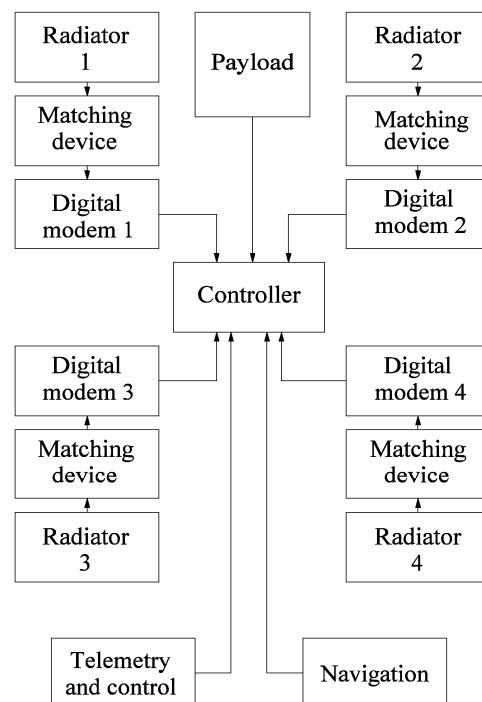 Radiator
1
Payload
Radiator
2
Matching
device
Matching
device
Digital
modem 1
Digital
modem 2
Controller
Digital
modem 3
Digital
modem 4
Matching
device
Matching
device
Radiator
3
Radiator
4
Telemetry
and control
Navigation